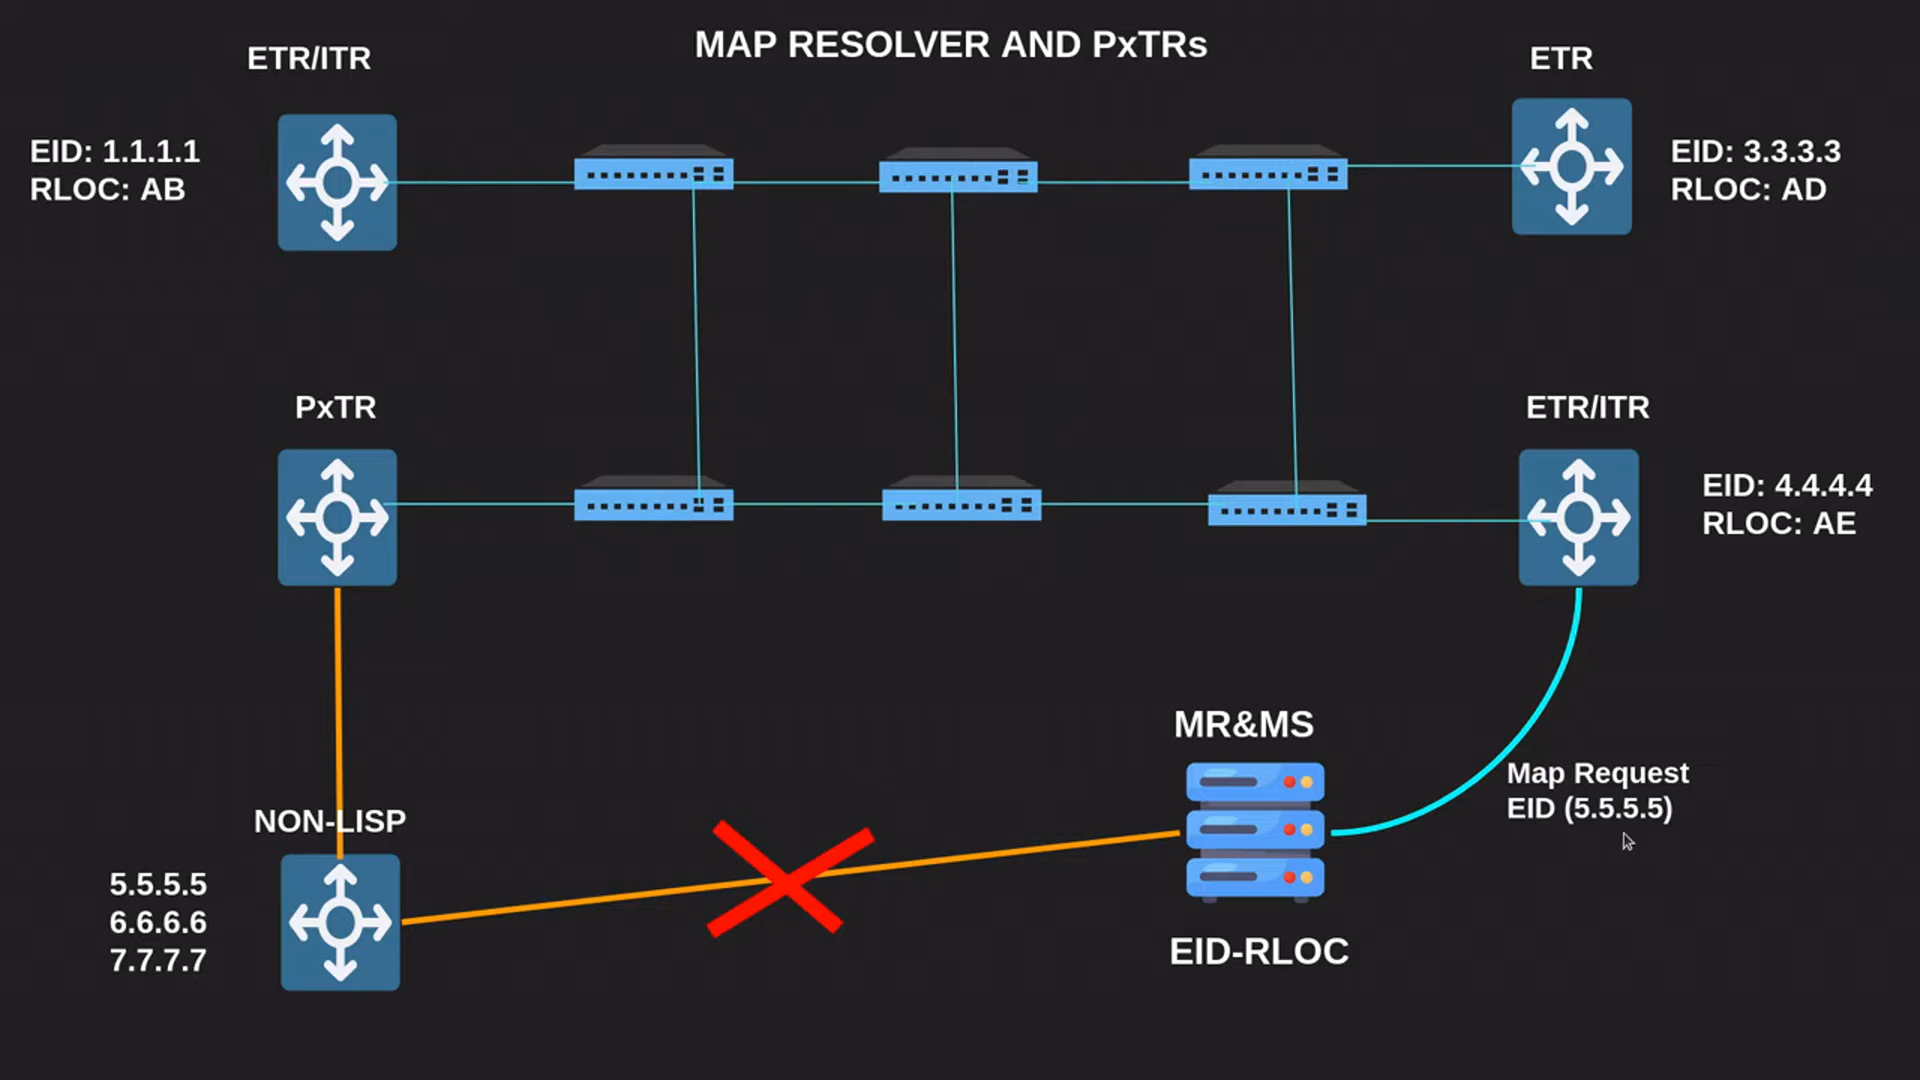 MAP RESOLVER AND PxTRs
ETR/ITR
ETR
EID: 1.1.1.1
RLOC: AB
EID: 3.3.3.3
RLOC: AD
PxTR
ETR/ITR
EID: 4.4.4.4
RLOC: AE
MR&MS
Map Request
EID (5.5.5.5)
NON-LISP
5.5.5.5
6.6.6.6
7.7.7.7
EID-RLOC